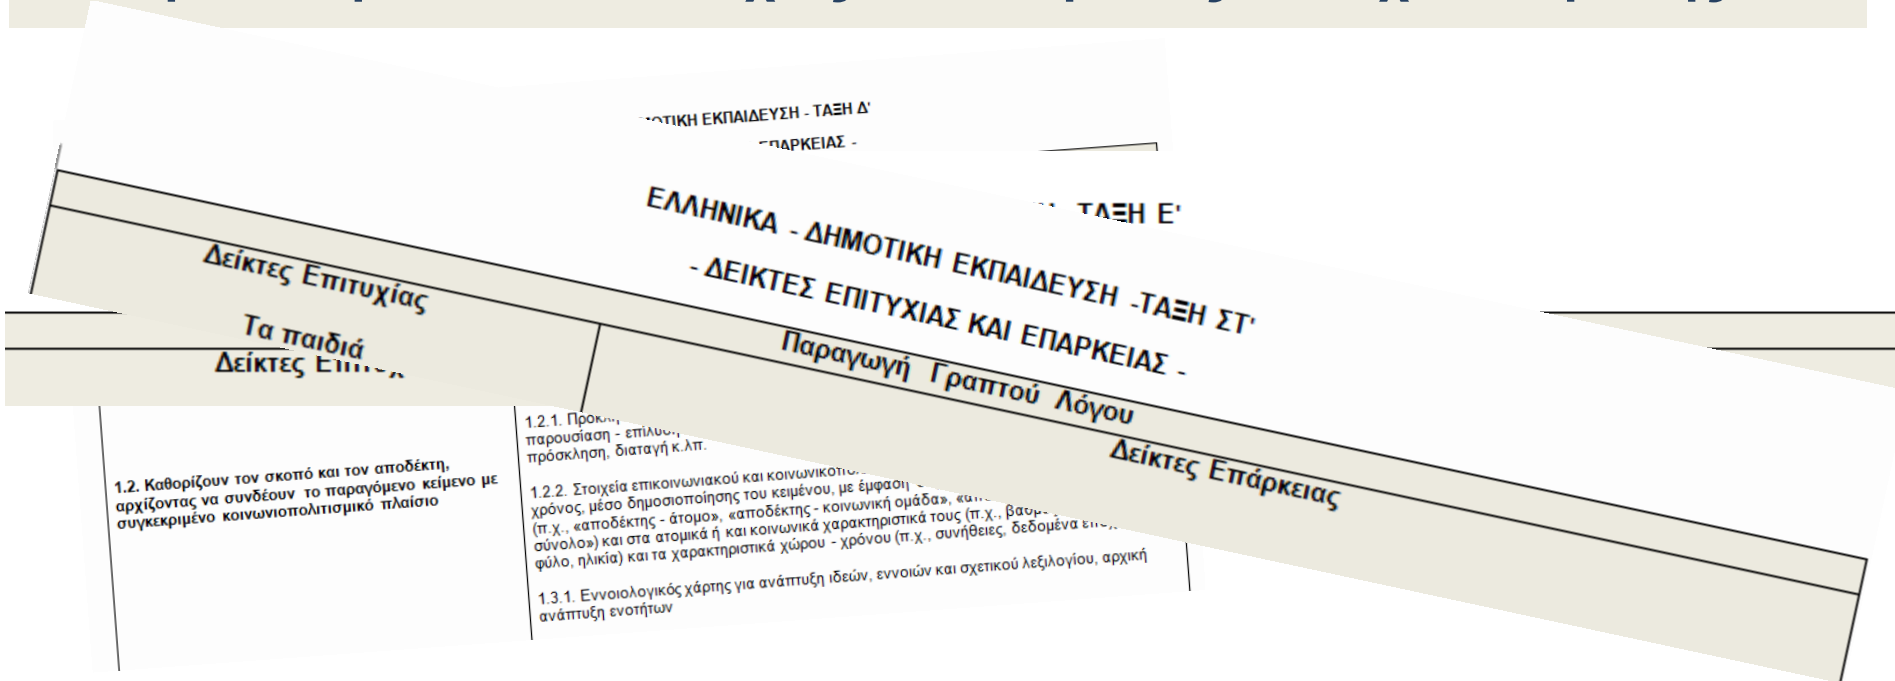 ΕΚΠΑΙΔΕΥΣΗ - ΤΑΞΗ Δ'
ΕΠΑΡΚΕΙΑΣ -
ΤΑΞΗ Ε'
ΕΛΛΗΝΙΚΑ - ΔΗΜΟΤΙΚΗ ΕΚΠΑΙΔΕΥΣΗ -ΤΑΞΗ ΣΤ'
- ΔΕΙΚΤΕΣ ΕΠΙΤΥΧΙΑΣ ΚΑΙ ΕΠΑΡΚΕΙΑΣ -
Παραγωγή Γραπτού Λόγου
Δείκτες Επιτυχίας
Τα παιδιά
Δείκτες Επάρκειας
Δείκτες
1.2. Καθορίζουν τον σκοπό και τον αποδέκτη,
αρχίζοντας να συνδέουν το παραγόμενο κείμενο με
συγκεκριμένο κοινωνιοπολιτισμικό πλαίσιο
1.2.1.
παρουσίαση -
πρόσκληση, διαταγή κ.λπ.
1.2.2. Στοιχεία επικοινωνιακού και
χρόνος, μέσο δημοσιοποίησης του κειμένου, με έμφαση
(π.χ., «αποδέκτης - άτομο», «αποδέκτης - κοινωνική ομάδα»,
σύνολο») και στα ατομικά ή και κοινωνικά χαρακτηριστικά τους (π.χ.,
φύλο, ηλικία) και τα χαρακτηριστικά χώρου - χρόνου (π.χ., συνήθειες, δεδομένα
1.3.1. Εννοιολογικός χάρτης για ανάπτυξη ιδεών, εννοιών και σχετικού λεξιλογίου, αρχική
ανάπτυξη ενοτήτων